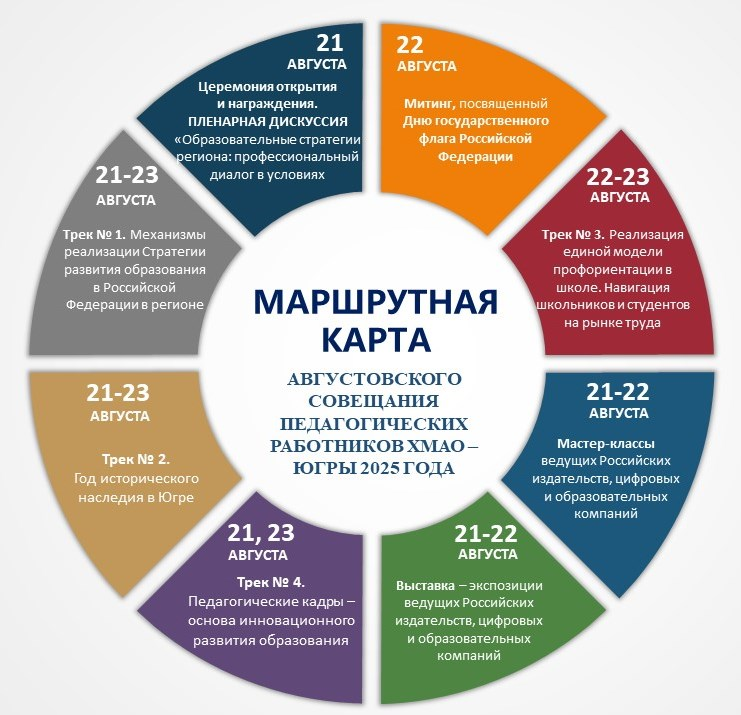 МАРШРУТНАЯ
КАРТА
АВГУСТОВСКОГО
СОВЕЩАНИЯ
ПЕДАГОГИЧЕСКИХ
РАБОТНИКОВ ХМАО –
ЮГРЫ 2025 ГОДА
21
АВГУСТА
Церемония открытия
и награждения.
ПЛЕНАРНАЯ ДИСКУССИЯ
«Образовательные стратегии
региона: профессиональный
диалог в условиях
22
АВГУСТА
Митинг, посвященный
Дню государственного
флага Российской
Федерации
22-23
АВГУСТА
Трек № 3. Реализация
единой модели
профориентации в
школе. Навигация
школьников и студентов
на рынке труда
21-22
АВГУСТА
Мастер-классы
ведущих Российских
издательств, цифровых
и образовательных
компаний
21-22
АВГУСТА
Выставка – экспозиции
ведущих Российских
издательств, цифровых
и образовательных
компаний
21, 23
АВГУСТА
Трек № 4.
Педагогические кадры –
основа инновационного
развития образования
21-23
АВГУСТА
Трек № 2.
Год исторического
наследия в Югре
21-23
АВГУСТА
Трек № 1. Механизмы
реализации Стратегии
развития образования
в Российской
Федерации в регионе